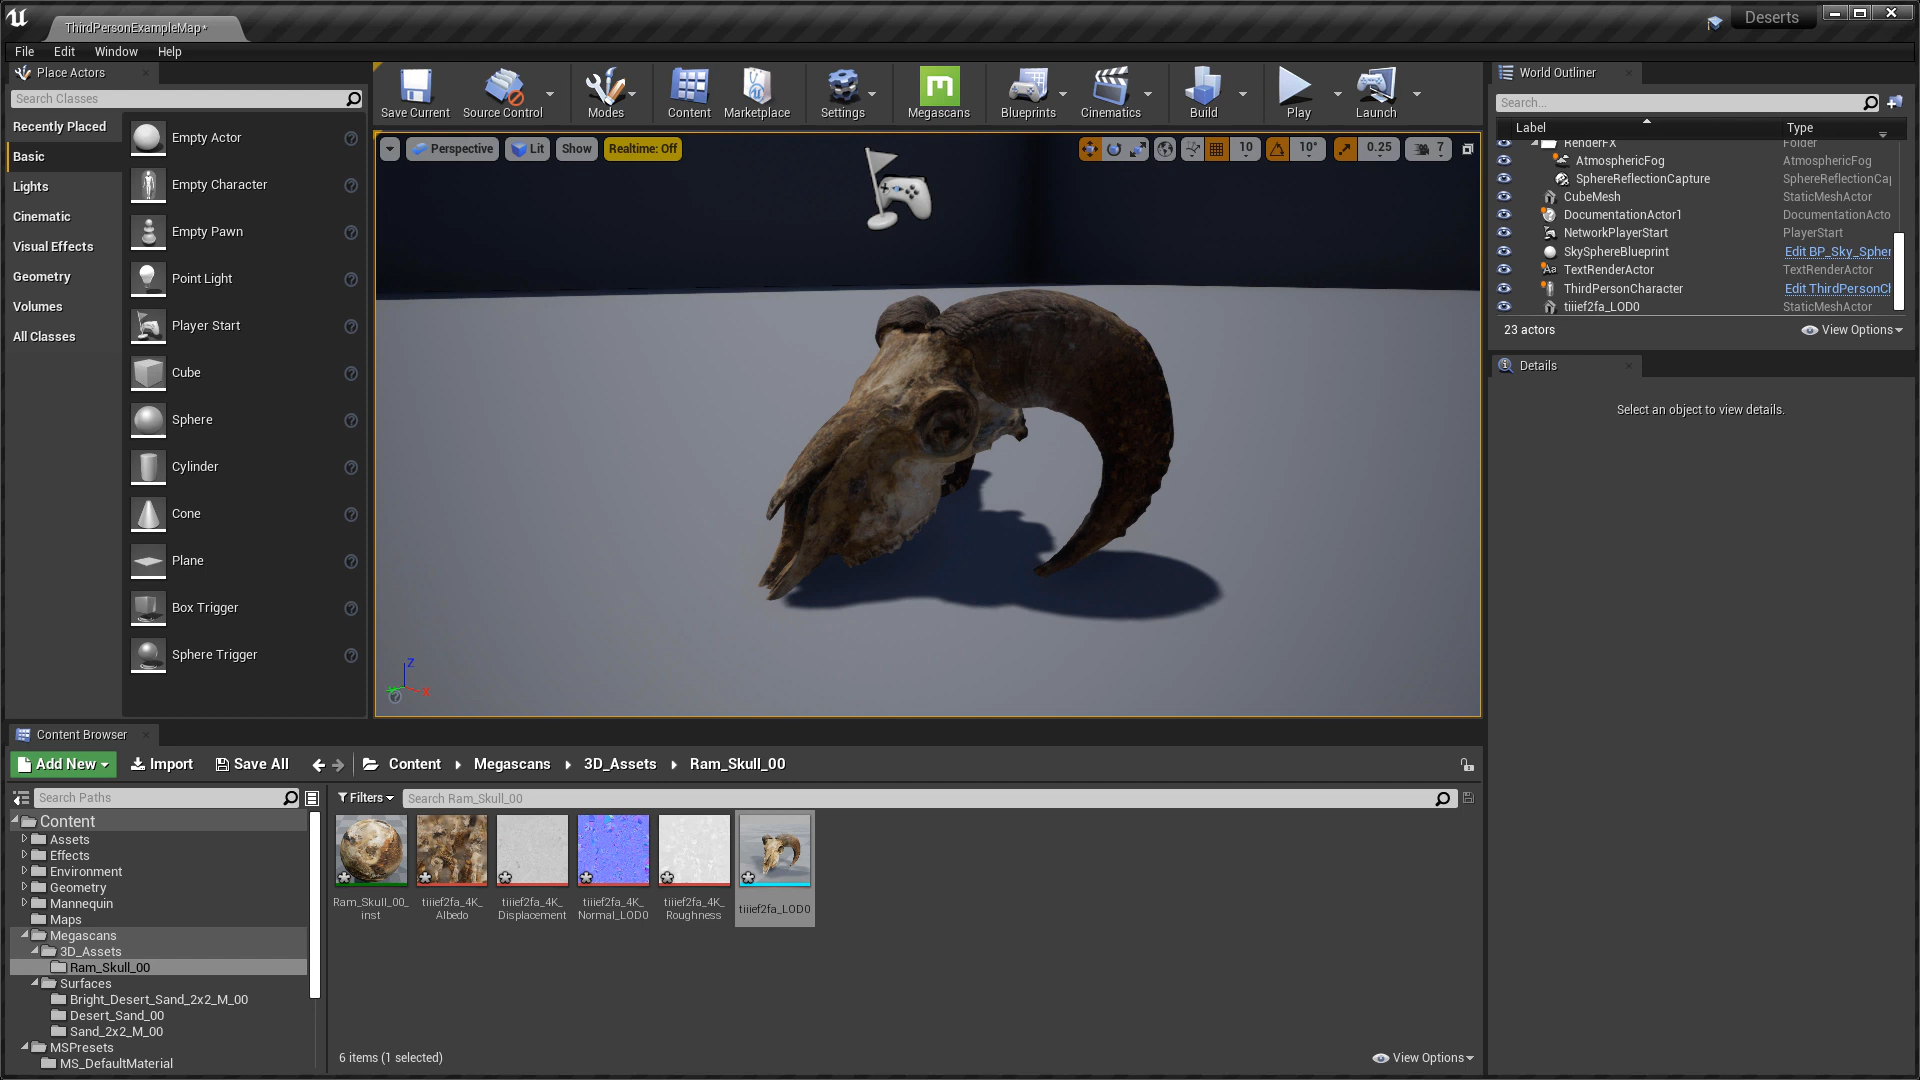 ThirdPersonExampleMap*
Deserts
File Edit Window Help
Place Actors
Search Classes
Recently Placed
Basic
Lights
Cinematic
Visual Effects
Geometry
Volumes
All Classes
Empty Actor
Empty Character
Empty Pawn
Point Light
Player Start
Cube
Sphere
Cylinder
Cone
Plane
Box Trigger
Sphere Trigger
Save Current
Source Control
Modes
Content
Marketplace
Settings
Megascans
Blueprints
Cinematics
Build
Play
Launch
Perspective
Lit
Show
Realtime: Off
10
10°
0.25
7
Z
X
World Outliner
Search...
Label Type
RenderFX Folder
AtmosphericFog AtmosphericFog
SphereReflectionCapture SphereReflectionCap
CubeMesh StaticMeshActor
DocumentationActor1 DocumentationActo
NetworkPlayerStart PlayerStart
SkySphereBlueprint Edit BP_Sky_Spher
TextRenderActor TextRenderActor
ThirdPersonCharacter Edit ThirdPersonCh
tiiief2fa_LOD0 StaticMeshActor
23 actors
View Options
Details
Select an object to view details.
Content Browser
Add New Import Save All Content Megascans 3D_Assets Ram_Skull_00
Search Paths
Content
Assets
Effects
Environment
Geometry
Mannequin
Maps
Megascans
3D_Assets
Ram_Skull_00
Surfaces
Bright_Desert_Sand_2x2_M_00
Desert_Sand_00
Sand_2x2_M_00
MSPresets
MS_DefaultMaterial
Filters
Search Ram_Skull_00
Ram_Skull_00_
inst
tiiief2fa_4K_
Albedo
tiiief2fa_4K_
Displacement
tiiief2fa_4K_
Normal_LOD0
tiiief2fa_4K_
Roughness
tiiief2fa_LOD0
6 items (1 selected)
View Options